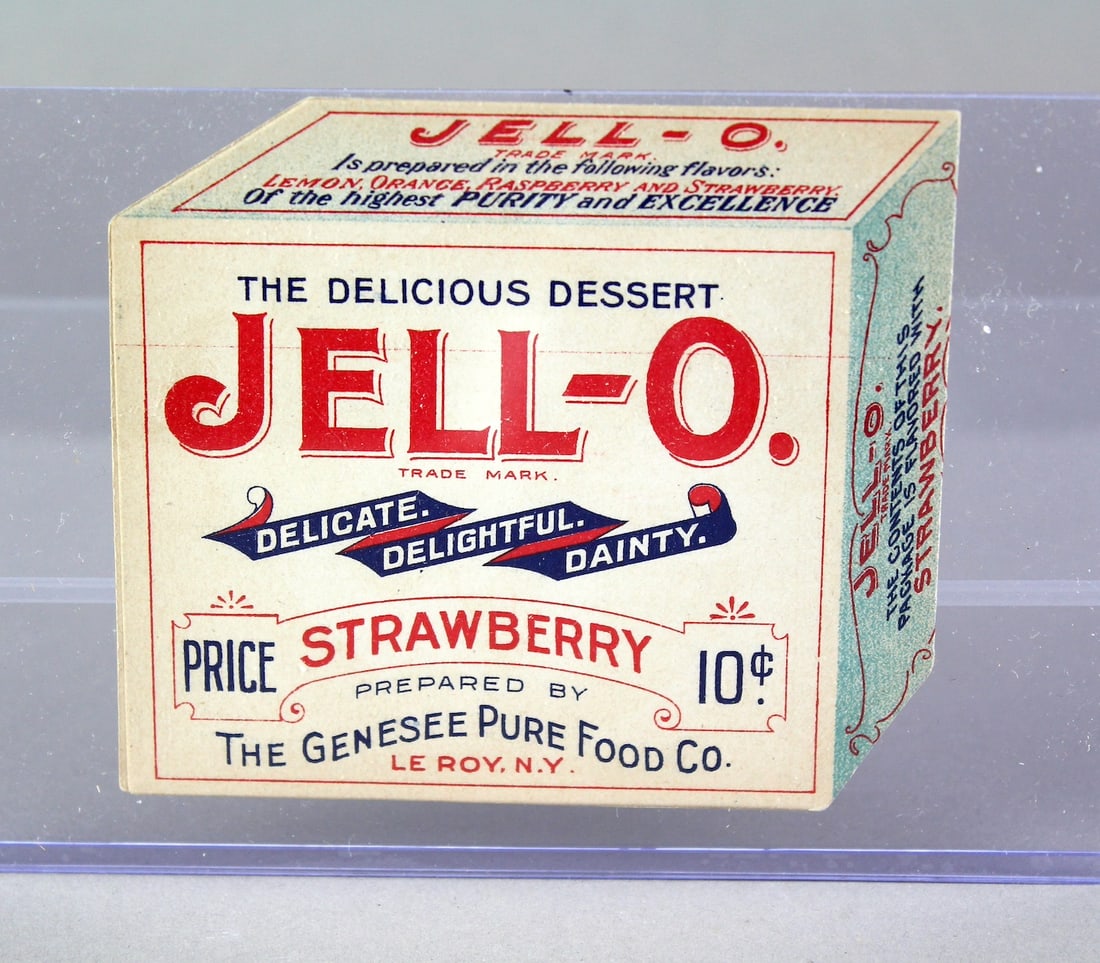 JELL-O.
TRADE MARK.
Is prepared in the following flavors:
LEMON, ORANGE, RASPBERRY AND STRAWBERRY.
Of the highest PURITY and EXCELLENCE
THE DELICIOUS DESSERT
JELL-O.
TRADE MARK.
DELICATE.
DELIGHTFUL.
DAINTY.
PRICE
STRAWBERRY
10¢.
PREPARED BY
THE GENESEE PURE FOOD CO.
LE ROY, N.Y.
JELL-O.
TRADE MARK.
THE CONTENTS OF THIS
PACKAGE IS FLAVORED WITH
STRAWBERRY.